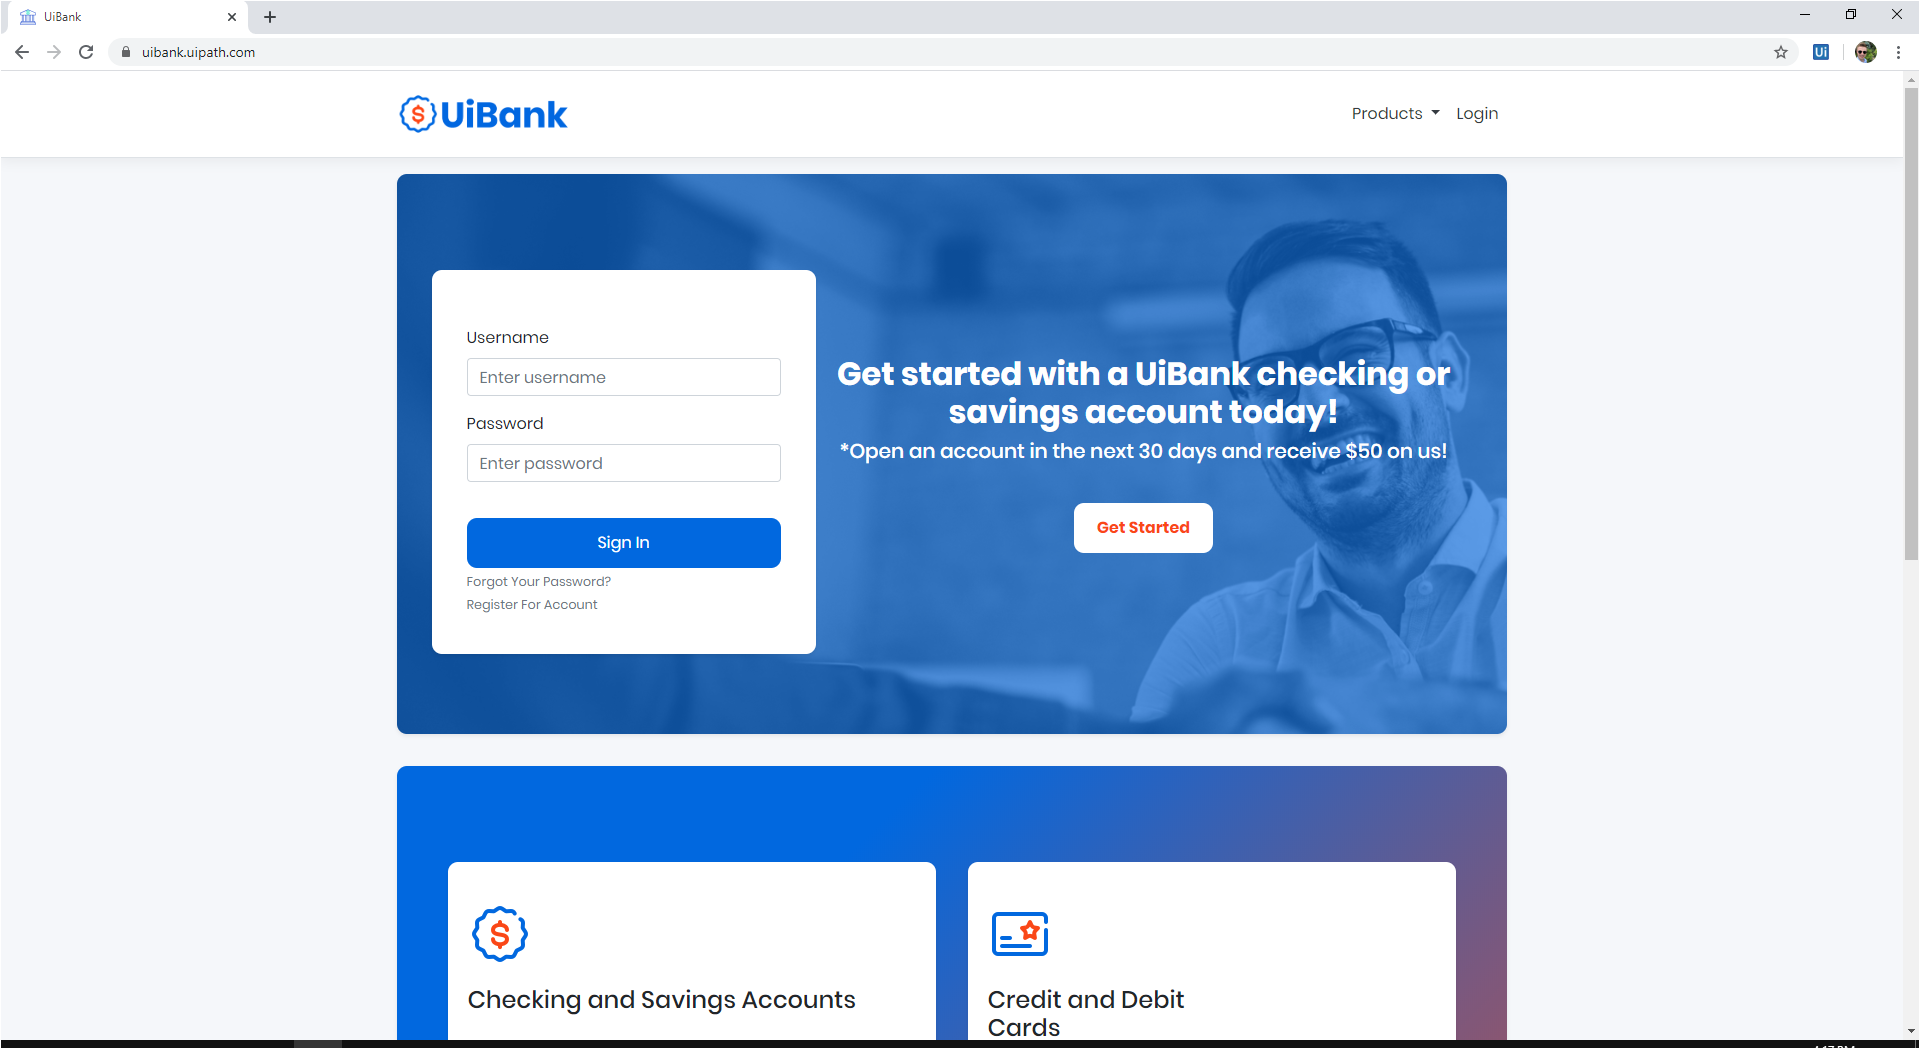 UiBank
uibank.uipath.com
Ui
$ UiBank
Products
Login
Username
Enter username
Password
Enter password
Sign In
Forgot Your Password?
Register For Account
Get started with a UiBank checking or
savings account today!
*Open an account in the next 30 days and receive $50 on us!
Get Started
$
Checking and Savings Accounts
Credit and Debit
Cards